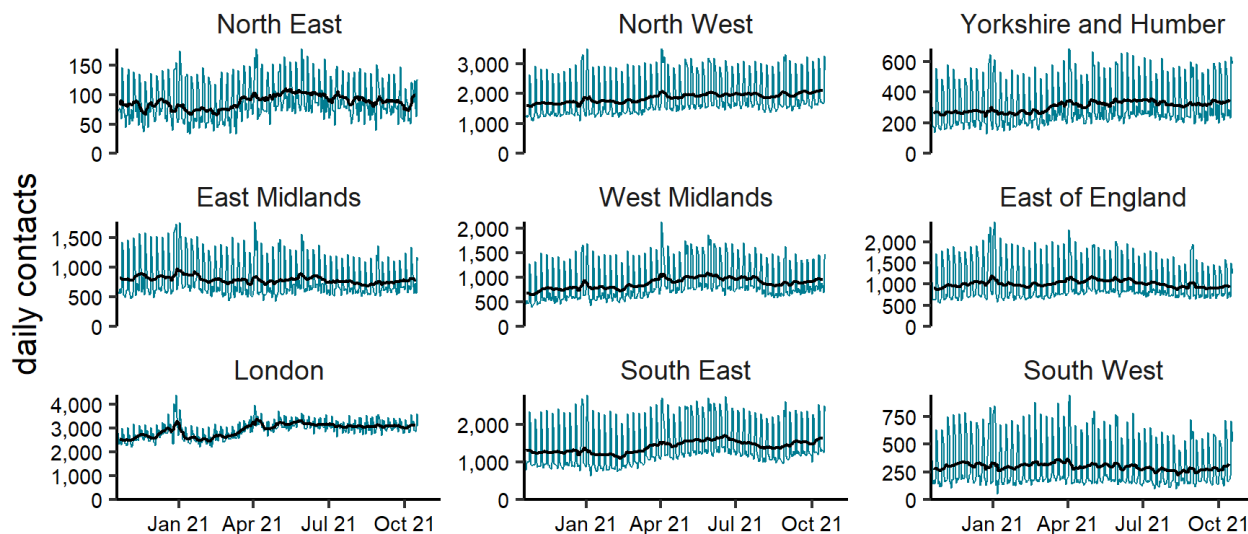 North East
North West
Yorkshire and Humber
150
100
50
0
3,000
2,000
1,000
0
600
400
200
0
East Midlands
West Midlands
East of England
1,500
1,000
500
0
2,000
1,500
1,000
500
0
2,000
1,500
1,000
500
0
daily contacts
London
South East
South West
4,000
3,000
2,000
1,000
0
2,000
1,000
0
750
500
250
0
Jan 21 Apr 21 Jul 21 Oct 21
Jan 21 Apr 21 Jul 21 Oct 21
Jan 21 Apr 21 Jul 21 Oct 21